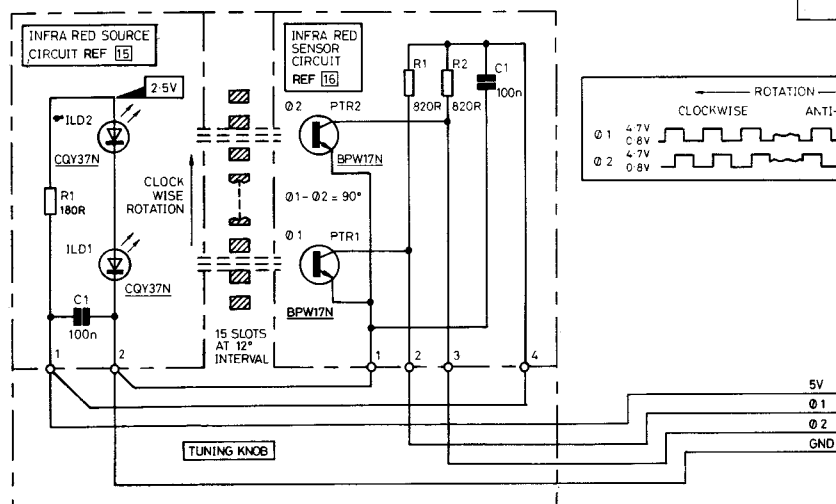 INFRA RED SOURCE
CIRCUIT REF 15
2·5V
ILD2
CQY37N
R1
180R
ILD1
CQY37N
C1
100n
1
2
CLOCK
WISE
ROTATION
15 SLOTS
AT 12°
INTERVAL
INFRA RED
SENSOR
CIRCUIT
REF 16
Ø2
PTR2
BPW17N
Ø1-Ø2 = 90°
Ø1
PTR1
BPW17N
R1
820R
R2
820R
C1
100n
1
2
3
4
TUNING KNOB
ROTATION
CLOCKWISE
ANTI-
Ø1
4·7V
0·8V
Ø2
4·7V
0·8V
5V
Ø1
Ø2
GND